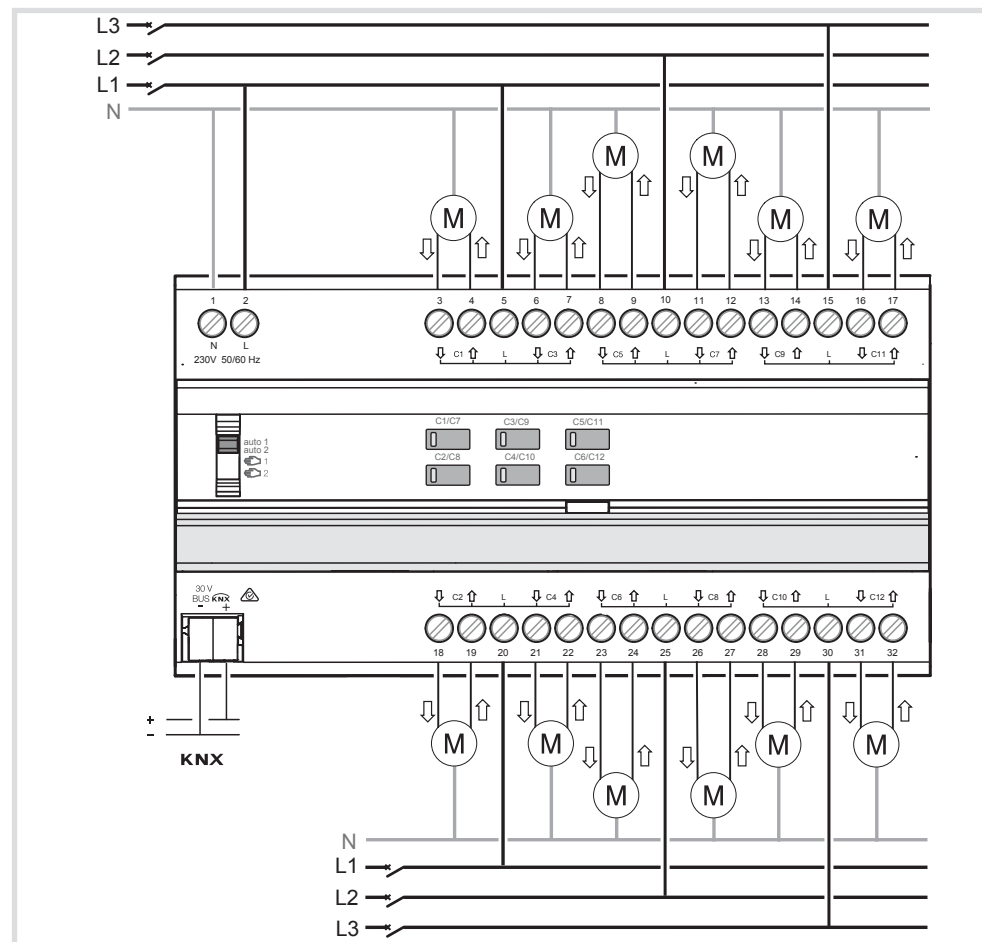 L3
L2
L1
N
M M
M M M M
1 2 3 4 5 6 7 8 9 10 11 12 13 14 15 16 17
N L
230V 50/60 Hz
C1 L C3 C5 L C7 C9 L C11
C1/C7 C3/C9 C5/C11
auto 1
auto 2
1
2
C2/C8 C4/C10 C6/C12
30 V
BUS KNX
- +
C2 L C4 C6 L C8 C10 L C12
18 19 20 21 22 23 24 25 26 27 28 29 30 31 32
+
-
KNX
M M M M
M M
N
L1
L2
L3